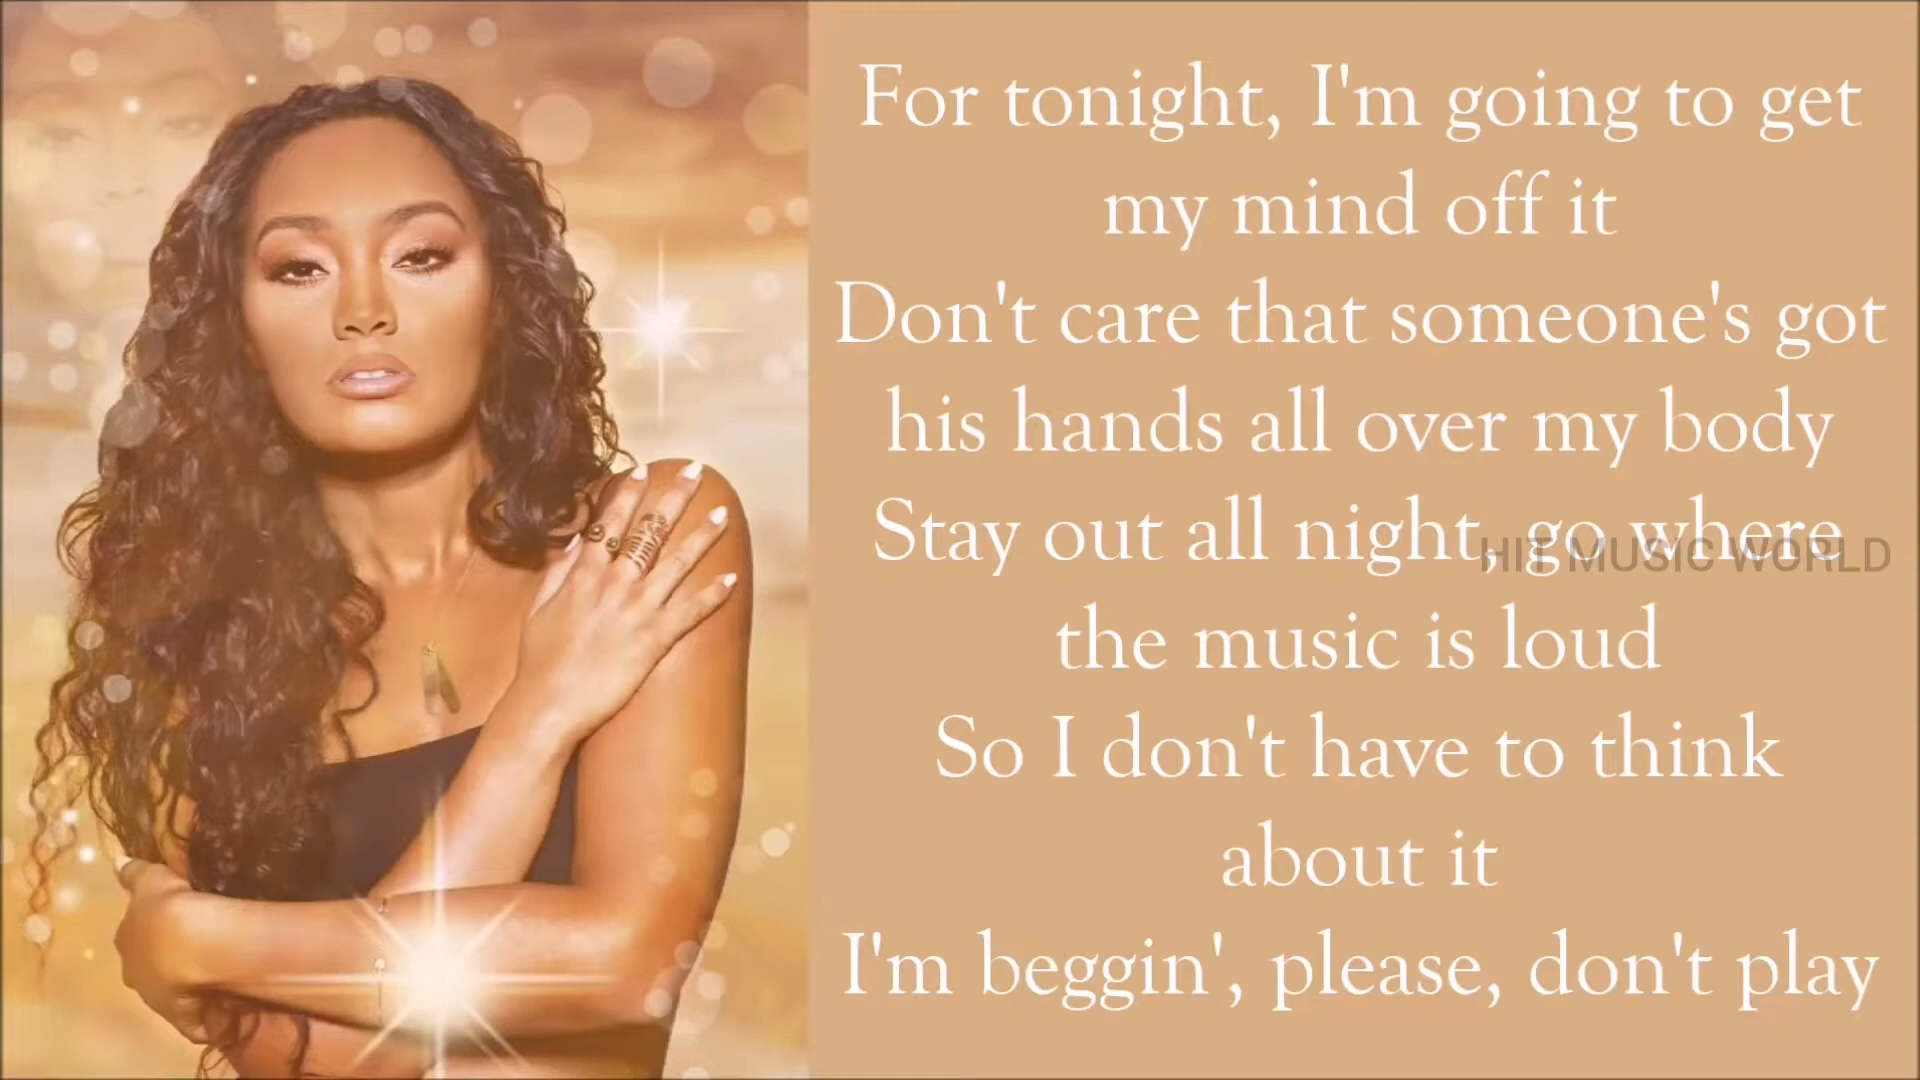 For tonight, I'm going to get
my mind off it
Don't care that someone's got
his hands all over my body
Stay out all night, go where
HIT MUSIC WORLD
the music is loud
So I don't have to think
about it
I'm beggin', please, don't play